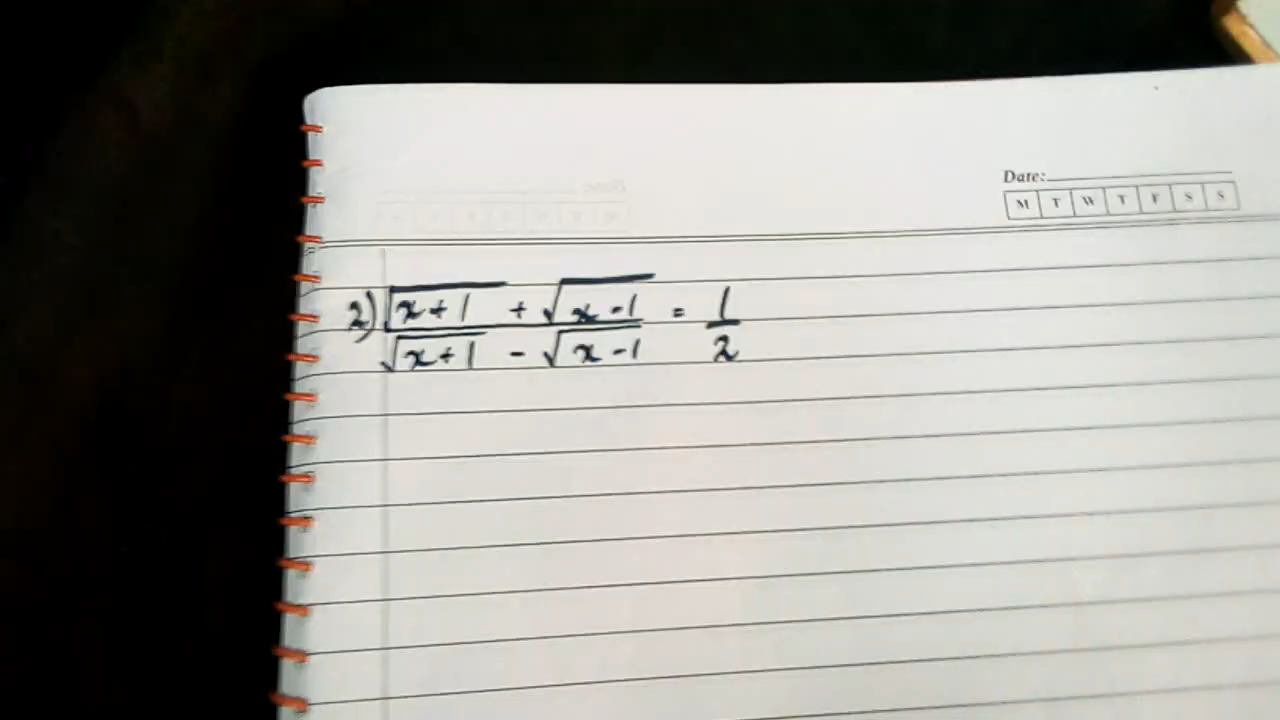 Date:
M T W T F S S
2) √(x+1) + √(x-1) / √(x+1) - √(x-1) = 1/2